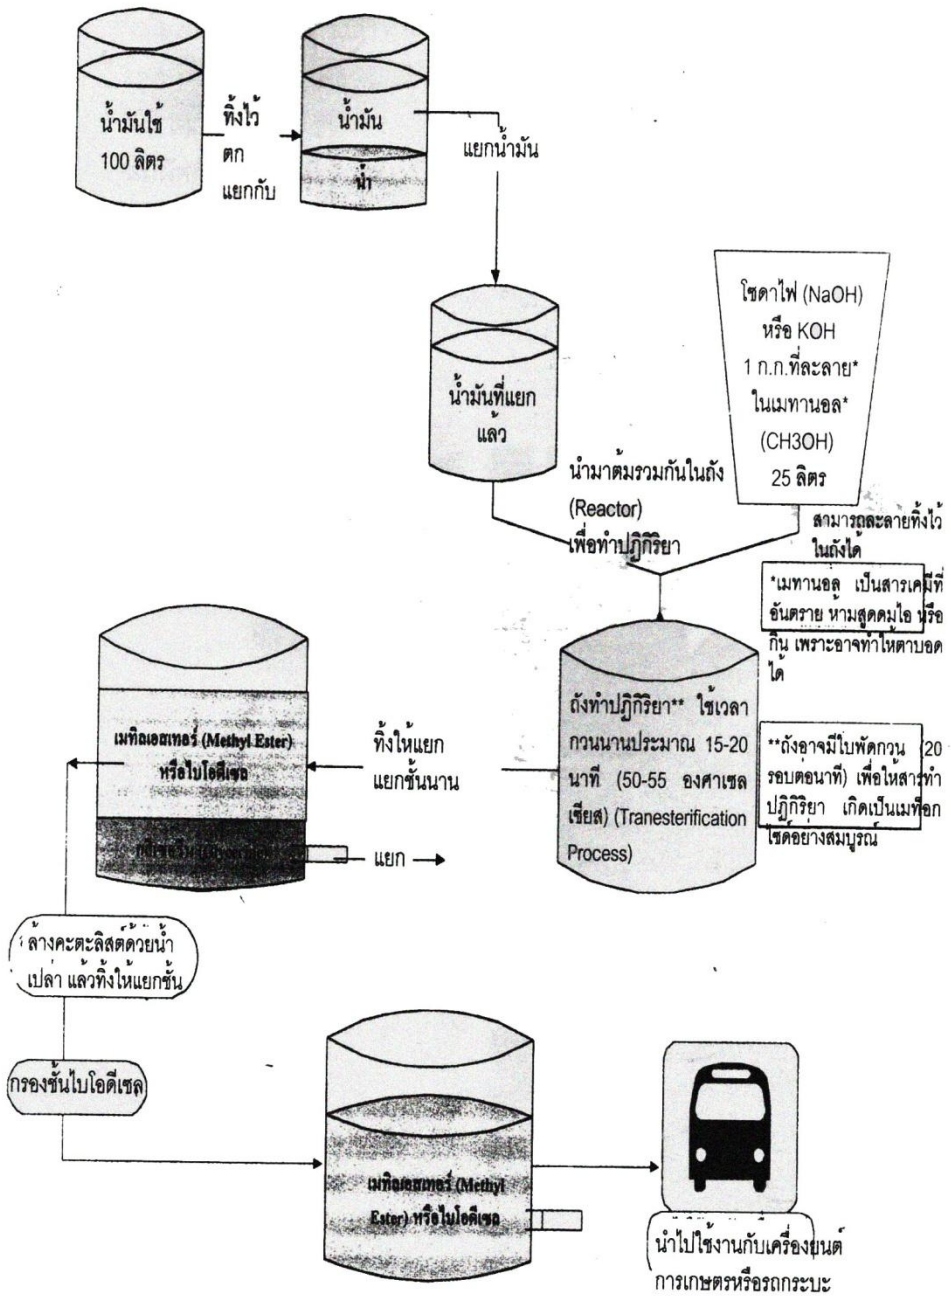 น้ำมันใช้
100 ลิตร
ทิ้งไว้
ตก
แยกกับ
น้ำมัน
น้ำ
แยกน้ำมัน
น้ำมันที่แยก
แล้ว
โซดาไฟ (NaOH)
หรือ KOH
1 ก.ก.ที่ละลาย*
ในเมทานอล*
(CH3OH)
25 ลิตร
นำมาต้มรวมกันในถัง
(Reactor)
เพื่อทำปฏิกิริยา
สามารถละลายทิ้งไว้
ในถังได้
*เมทานอล เป็นสารเคมีที่
อันตราย ห้ามสูดดมไอ หรือ
กิน เพราะอาจทำให้ตาบอด
ได้
ถังทำปฏิกิริยา** ใช้เวลา
กวนนานประมาณ 15-20
นาที (50-55 องศาเซล
เซียส) (Tranesterification
Process)
**ถังอาจมีใบพัดกวน (20
รอบต่อนาที) เพื่อให้สารทำ
ปฏิกิริยา เกิดเป็นเมท็อก
ไซด์อย่างสมบูรณ์
ทิ้งให้แยก
แยกชั้นนาน
เมทิลเอสเทอร์ (Methyl Ester)
หรือไบโอดีเซล
แยก
ล้างคะตะลิสต์ด้วยน้ำ
เปล่า แล้วทิ้งให้แยกชั้น
กรองชั้นไบโอดีเซล
เมทิลเอสเทอร์ (Methyl
Ester) หรือไบโอดีเซล
นำไปใช้งานกับเครื่องยนต์
การเกษตรหรือรถกระบะ